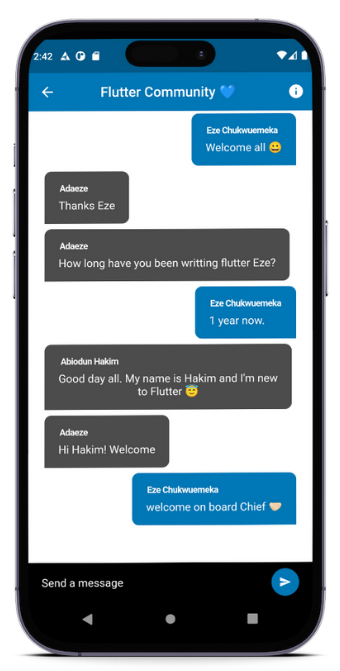 2:42
Flutter Community 💙
Eze Chukwuemeka
Welcome all 😀
Adaeze
Thanks Eze
Adaeze
How long have you been writting flutter Eze?
Eze Chukwuemeka
1 year now.
Abiodun Hakim
Good day all. My name is Hakim and I'm new
to Flutter 😇
Adaeze
Hi Hakim! Welcome
Eze Chukwuemeka
welcome on board Chief 🤝🏼
Send a message